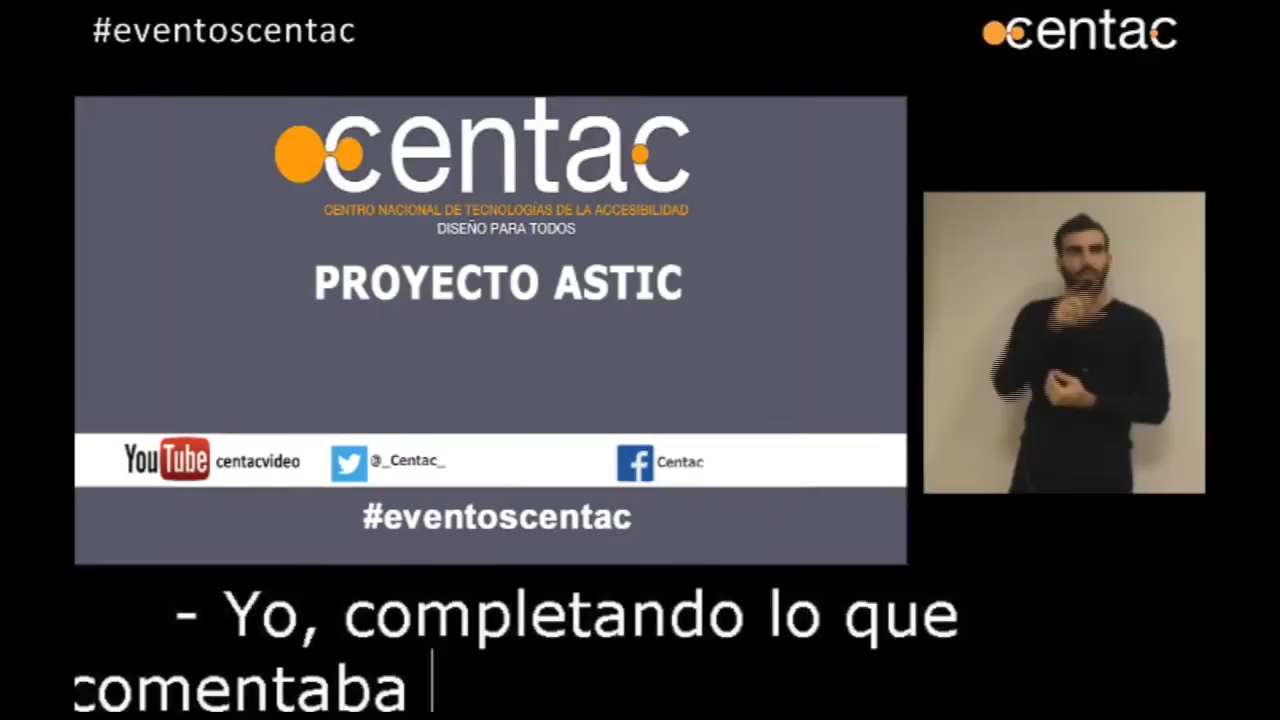 #eventoscentac
centac
centac
CENTRO NACIONAL DE TECNOLOGÍAS DE LA ACCESIBILIDAD
DISEÑO PARA TODOS
PROYECTO ASTIC
YouTube centacvideo
@_Centac_
Centac
#eventoscentac
- Yo, completando lo que
comentaba